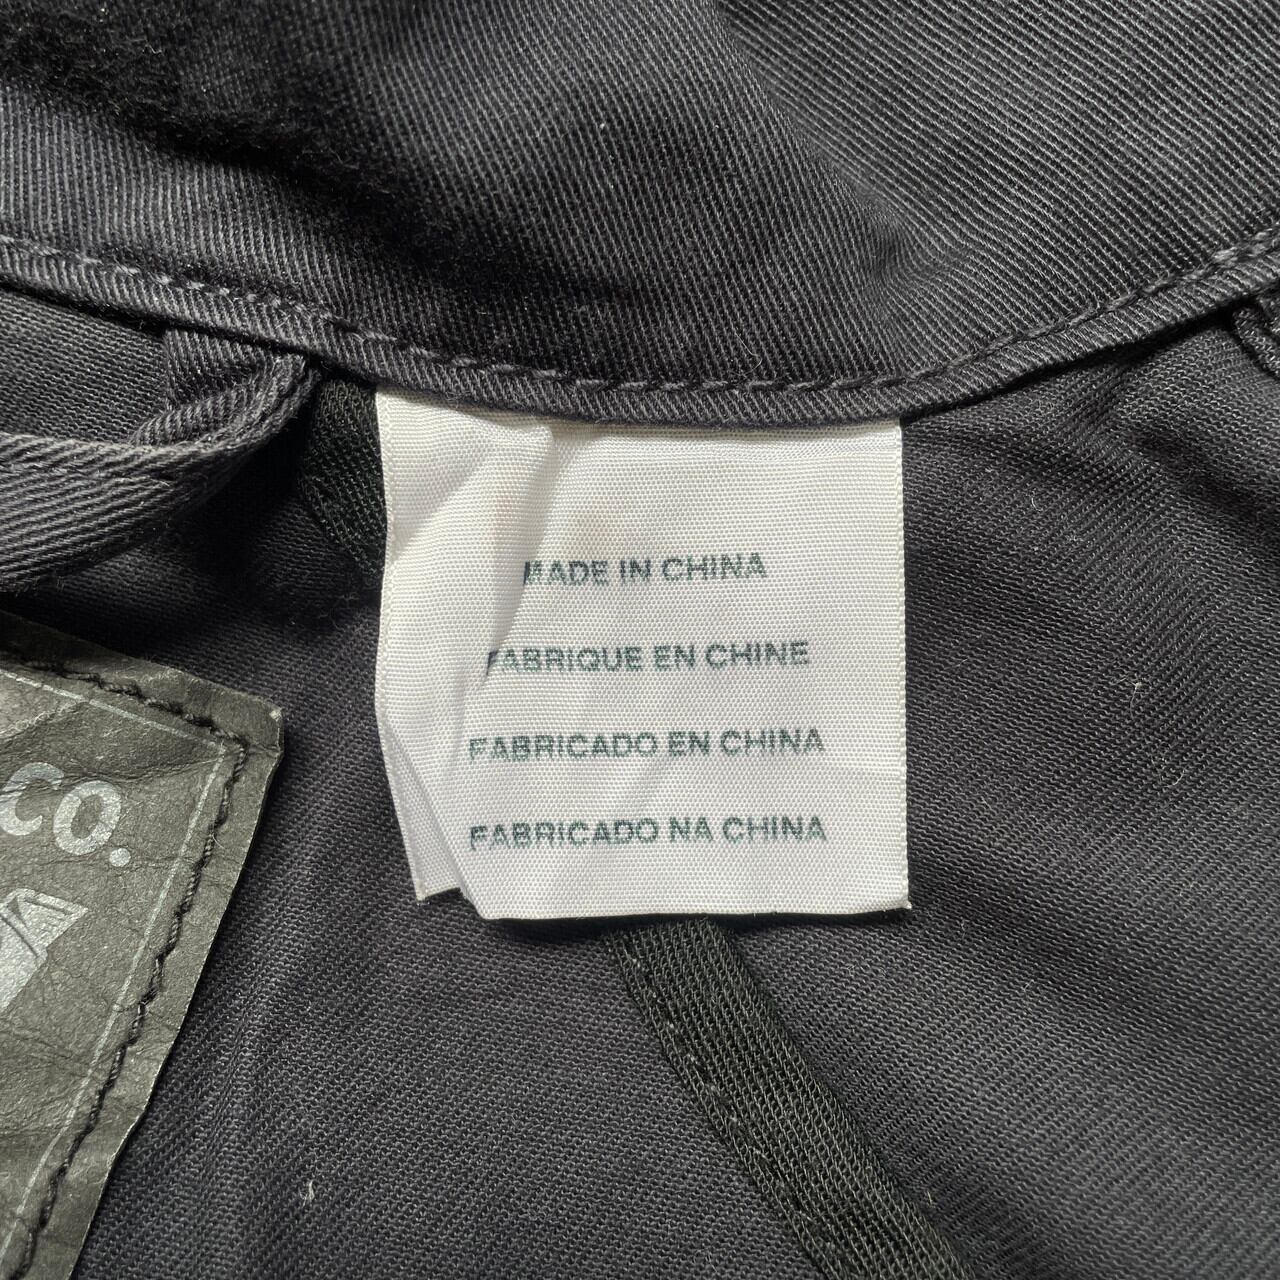 MADE IN CHINA
FABRIQUE EN CHINE
FABRICADO EN CHINA
FABRICADO NA CHINA
co.